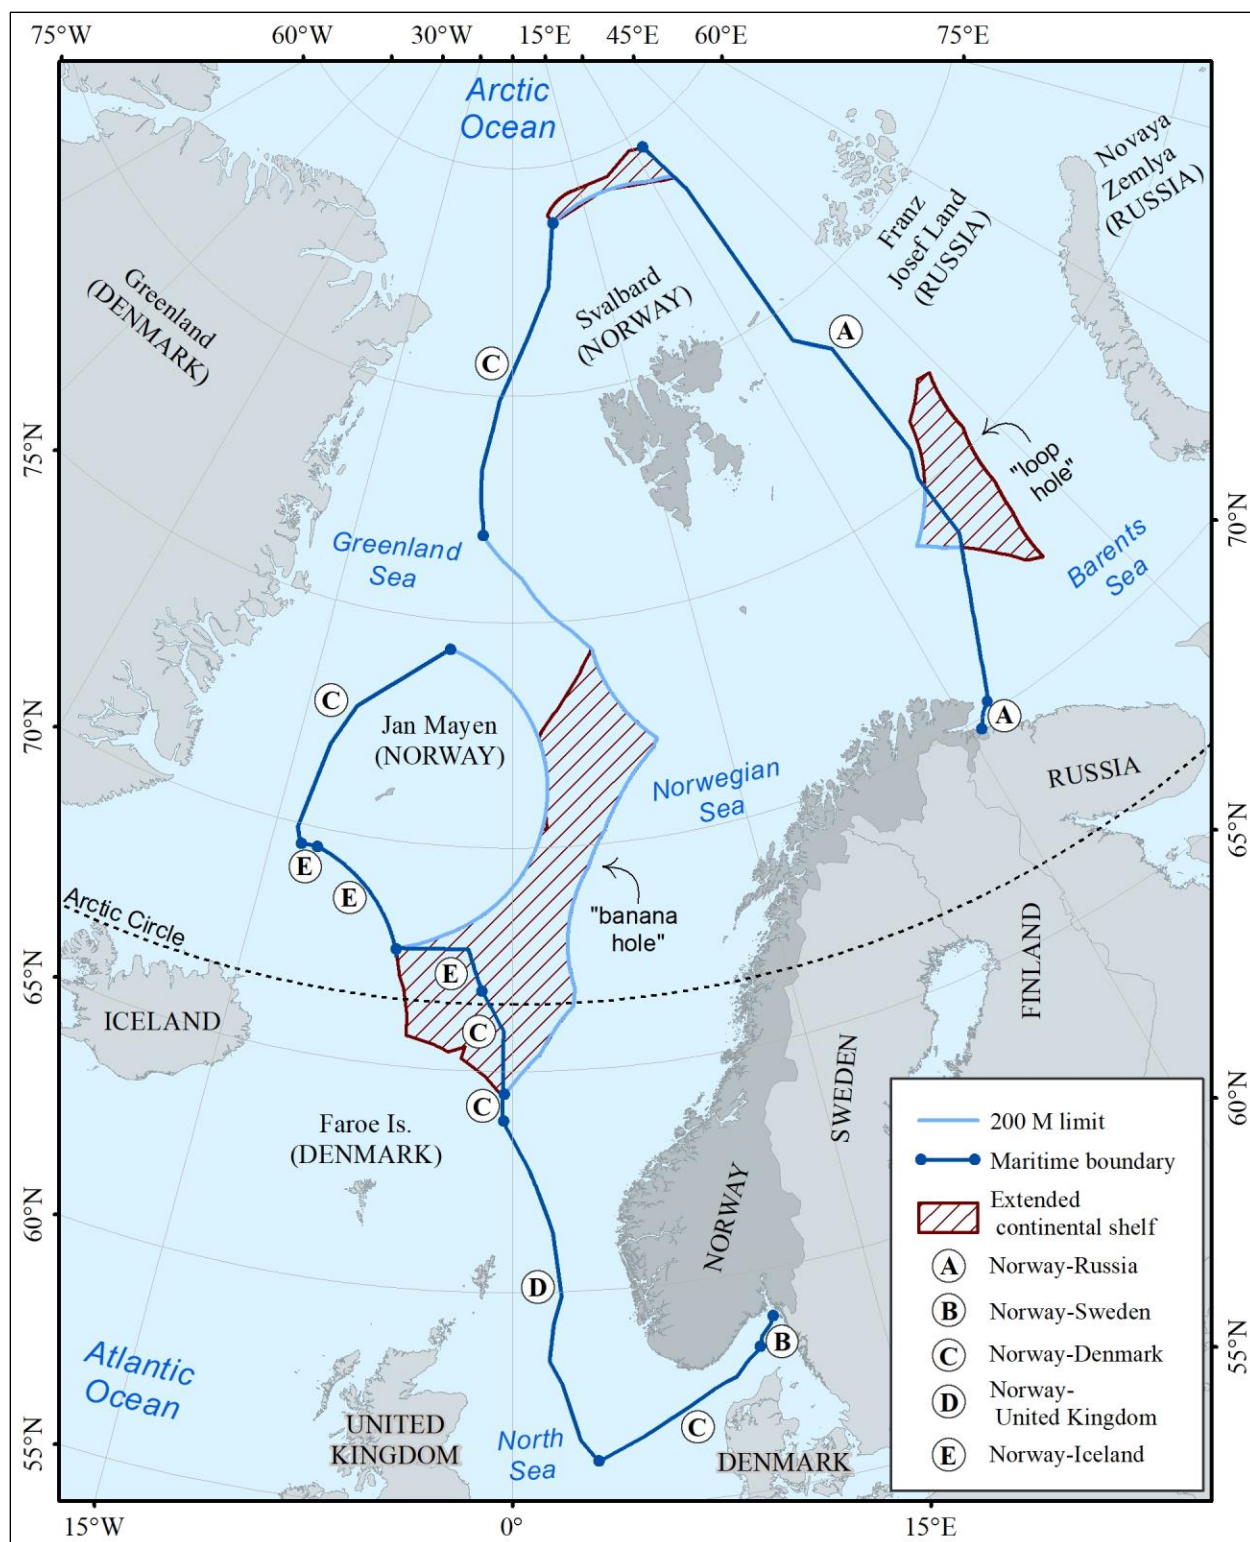 75°W
60°W
30°W
15°E
45°E
60°E
75°E
Arctic
Ocean
Novaya
Zemlya
(RUSSIA)
Franz
Josef Land
(RUSSIA)
Greenland
(DENMARK)
Svalbard
(NORWAY)
A
C
75°N
"loop
hole"
70°N
Greenland
Sea
Barents
Sea
C
Jan Mayen
(NORWAY)
A
70°N
RUSSIA
Norwegian
Sea
65°N
E
E
Arctic Circle
"banana
hole"
65°N
E
ICELAND
C
FINLAND
SWEDEN
C
Faroe Is.
(DENMARK)
60°N
NORWAY
60°N
D
B
55°N
Atlantic
Ocean
C
UNITED
KINGDOM
North
Sea
DENMARK
55°N
200 M limit
Maritime boundary
Extended
continental shelf
A Norway-Russia
B Norway-Sweden
C Norway-Denmark
D Norway-
United Kingdom
E Norway-Iceland
15°W
0°
15°E